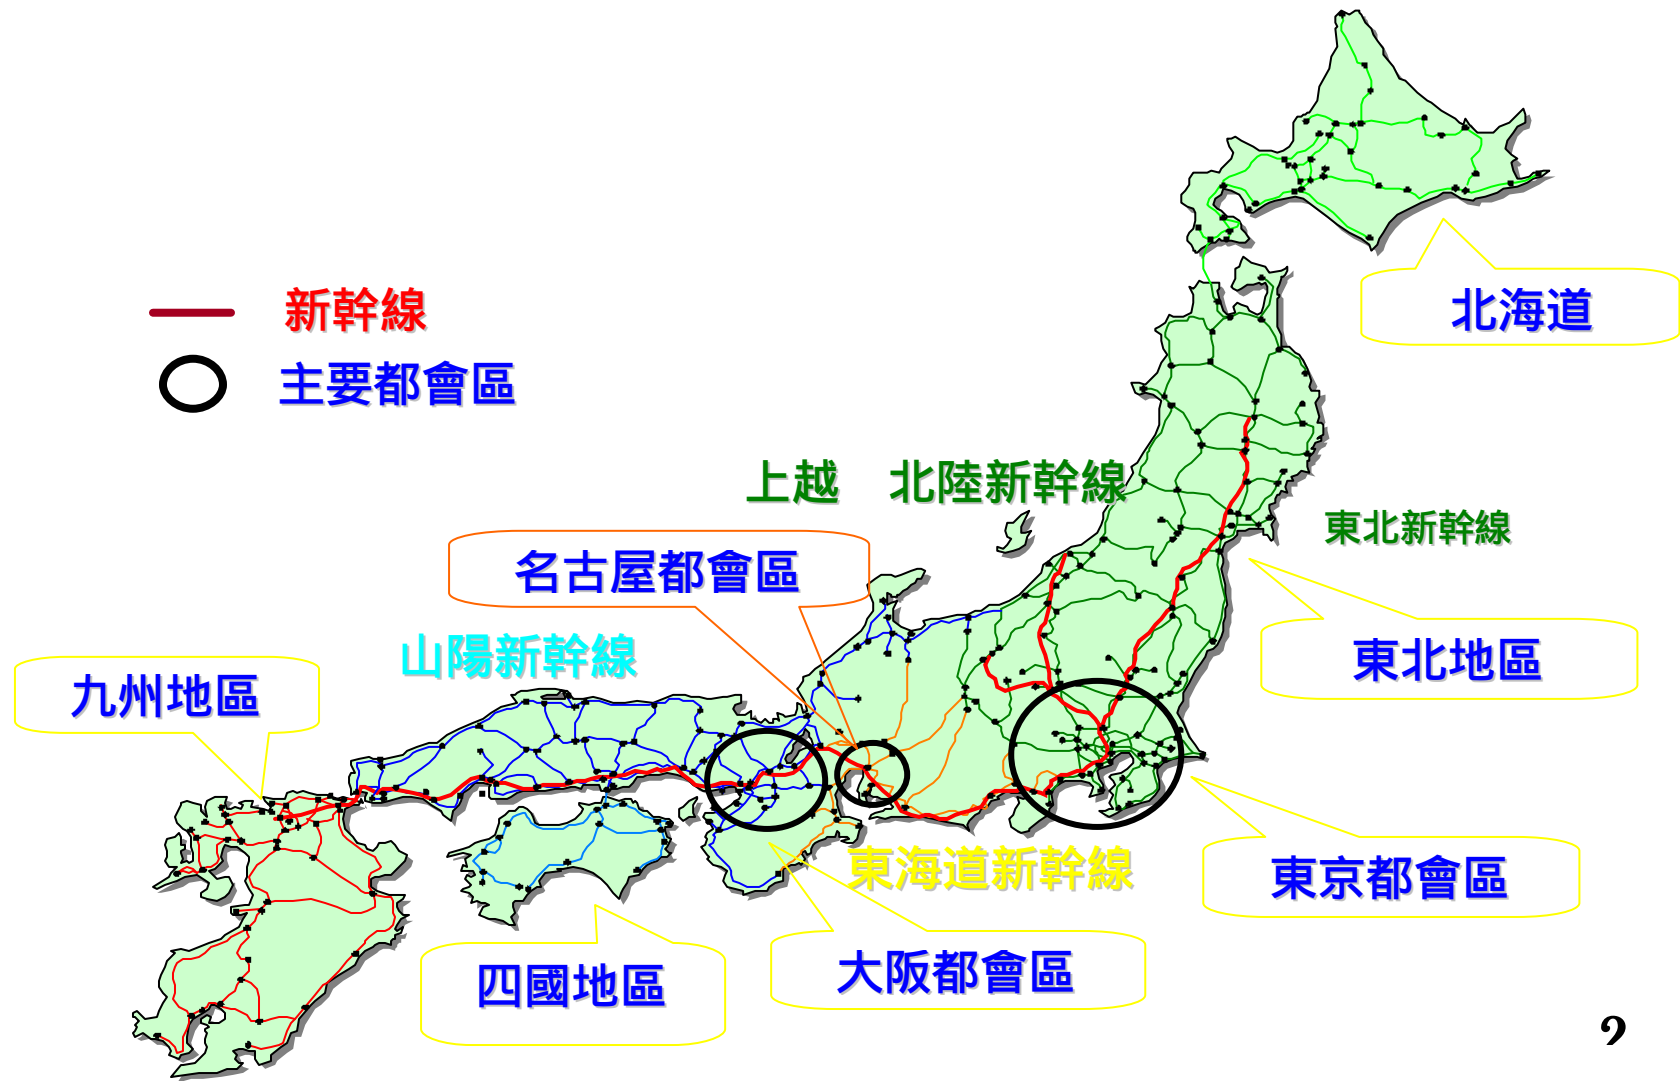 北海道
新幹線
主要都會區
上越　北陸新幹線
東北新幹線
名古屋都會區
山陽新幹線
東北地區
九州地區
東海道新幹線
東京都會區
大阪都會區
四國地區
2